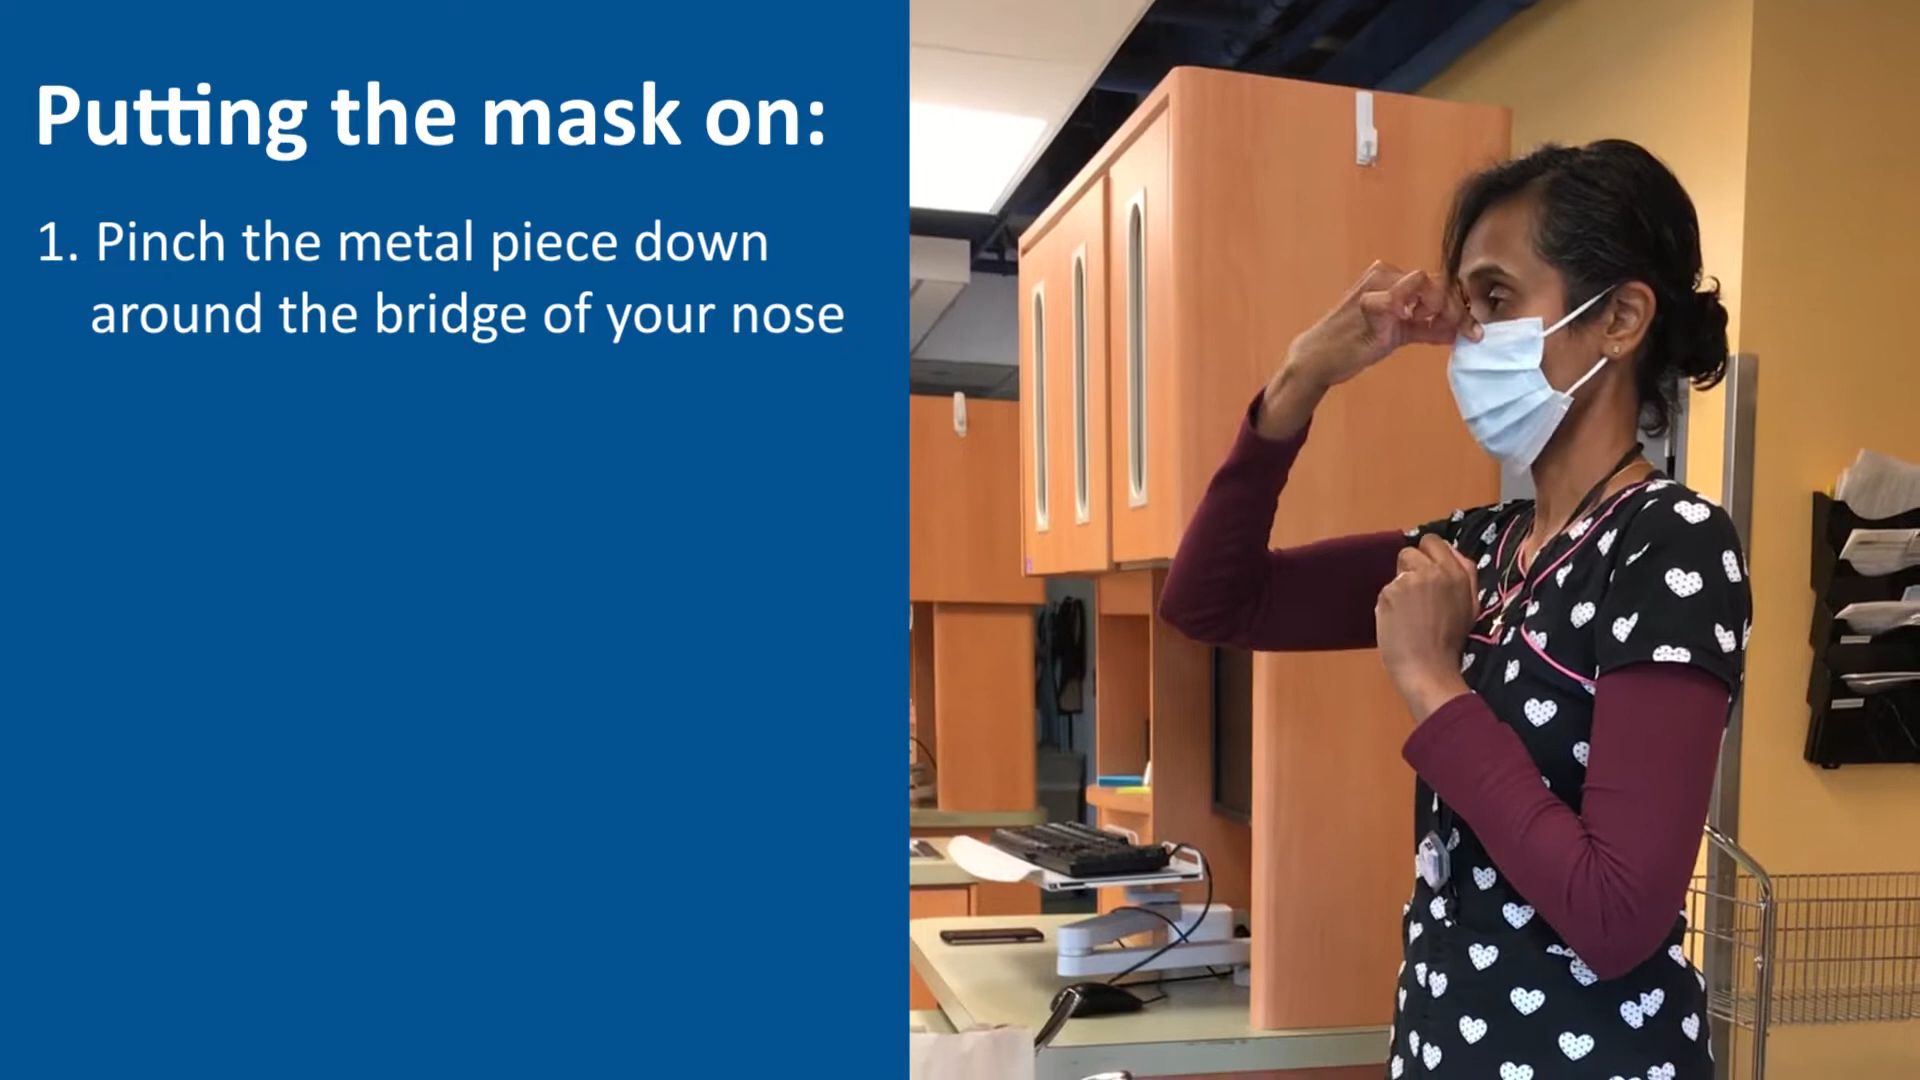 Putting the mask on:
1. Pinch the metal piece down
around the bridge of your nose